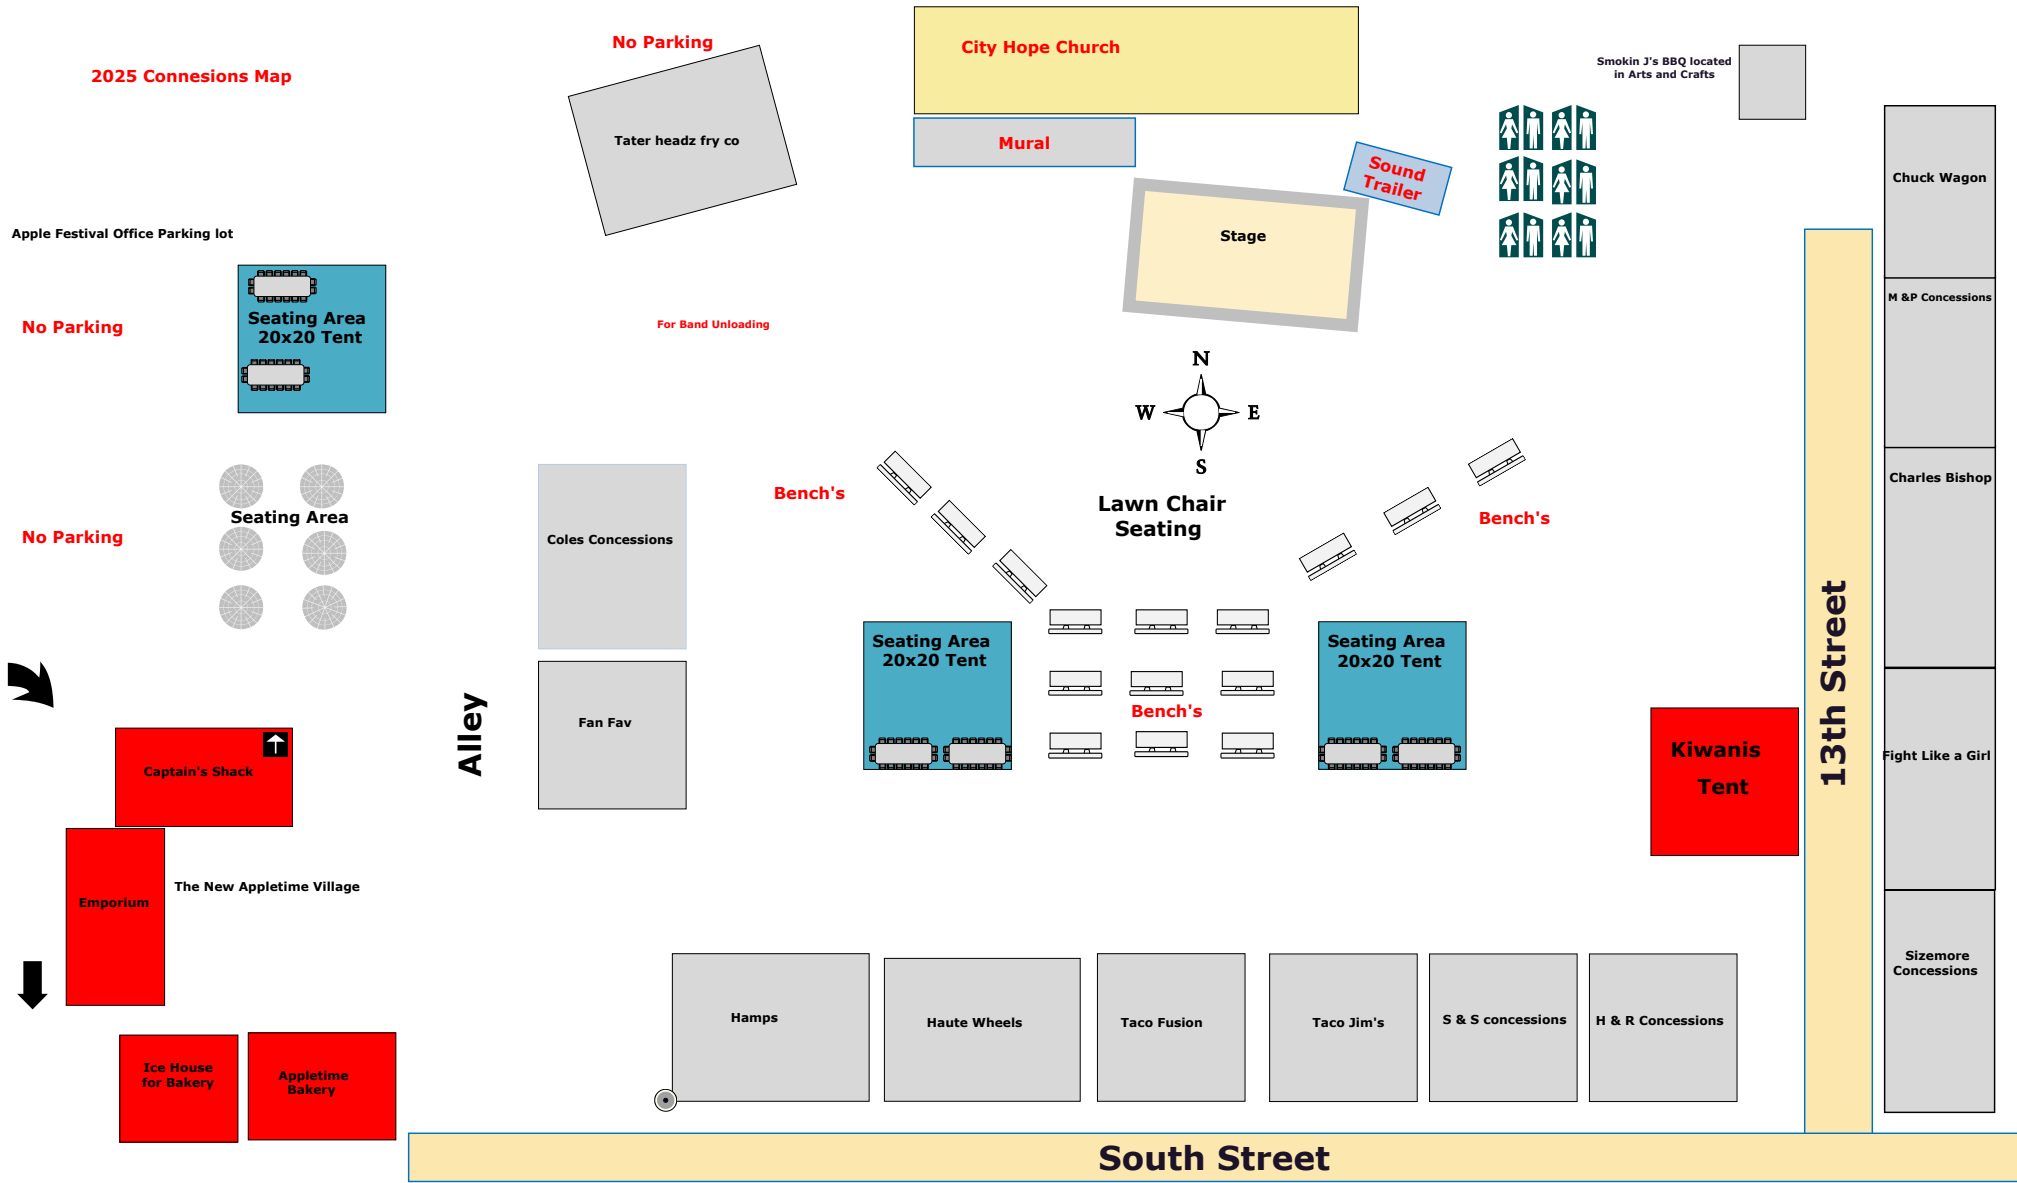 No Parking
City Hope Church
2025 Connesions Map
Smokin J's BBQ located
in Arts and Crafts
Tater headz fry co
Mural
Sound
Trailer
Chuck Wagon
Apple Festival Office Parking lot
Stage
M &P Concessions
No Parking
Seating Area
20x20 Tent
For Band Unloading
N
W
E
S
Bench's
Lawn Chair
Seating
Bench's
Charles Bishop
No Parking
Seating Area
Coles Concessions
Seating Area
20x20 Tent
Seating Area
20x20 Tent
Bench's
Alley
Fan Fav
13th Street
Kiwanis
Tent
Fight Like a Girl
Captain's Shack
The New Appletime Village
Emporium
Sizemore
Concessions
Hamps
Haute Wheels
Taco Fusion
Taco Jim's
S & S concessions
H & R Concessions
Ice House
for Bakery
Appletime
Bakery
South Street